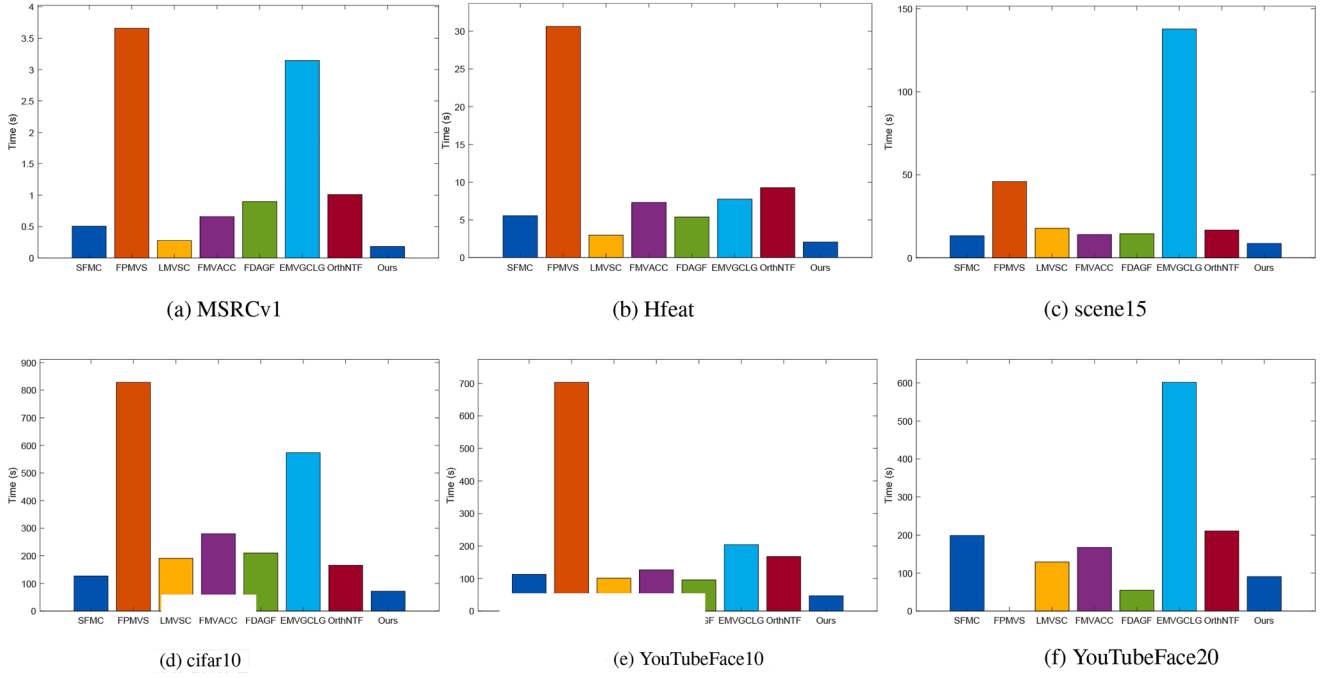 4
3.5
3
2.5
2
1.5
1
0.5
0
Time (s)
SFMC FPMVS LMVSC FMVACC FDAGF EMVGCLG OrthNTF Ours
(a) MSRCv1
30
25
20
15
10
5
0
Time (s)
SFMC FPMVS LMVSC FMVACC FDAGF EMVGCLG OrthNTF Ours
(b) Hfeat
150
100
50
0
Time (s)
SFMC FPMVS LMVSC FMVACC FDAGF EMVGCLG OrthNTF Ours
(c) scene15
900
800
700
600
500
400
300
200
100
0
Time (s)
SFMC FPMVS LMVSC FMVACC FDAGF EMVGCLG OrthNTF Ours
(d) cifar10
700
600
500
400
300
200
100
0
Time (s)
EMVGCLG OrthNTF Ours
(e) YouTubeFace10
600
500
400
300
200
100
0
Time (s)
SFMC FPMVS LMVSC FMVACC FDAGF EMVGCLG OrthNTF Ours
(f) YouTubeFace20